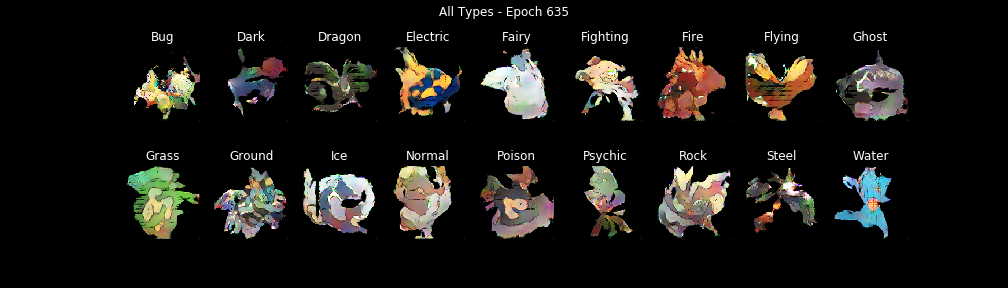 All Types - Epoch 635
Bug Dark Dragon Electric Fairy Fighting Fire Flying Ghost
Grass Ground Ice Normal Poison Psychic Rock Steel Water